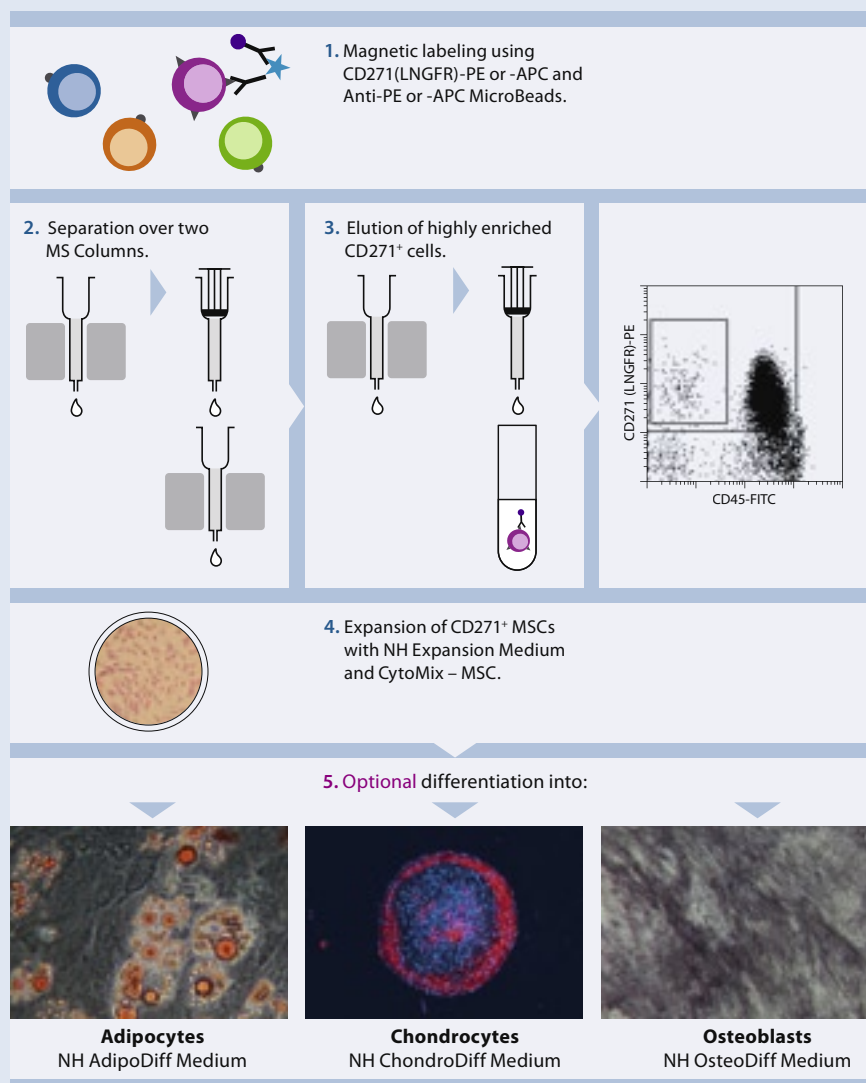 1. Magnetic labeling using
CD271(LNGFR)-PE or -APC and
Anti-PE or -APC MicroBeads.
2. Separation over two
MS Columns.
3. Elution of highly enriched
CD271⁺ cells.
CD271 (LNGFR)-PE
CD45-FITC
4. Expansion of CD271⁺ MSCs
with NH Expansion Medium
and CytoMix – MSC.
5. Optional differentiation into:
Adipocytes
NH AdipoDiff Medium
Chondrocytes
NH ChondroDiff Medium
Osteoblasts
NH OsteoDiff Medium